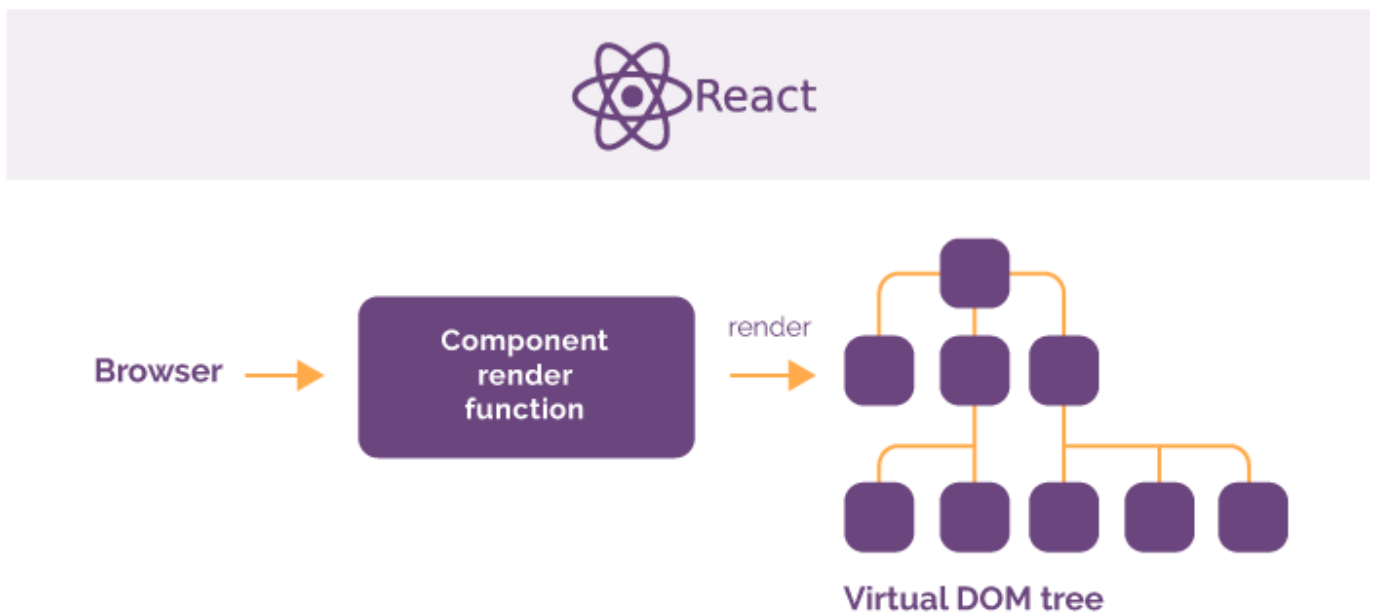 React
Browser
Component
render
function
render
Virtual DOM tree